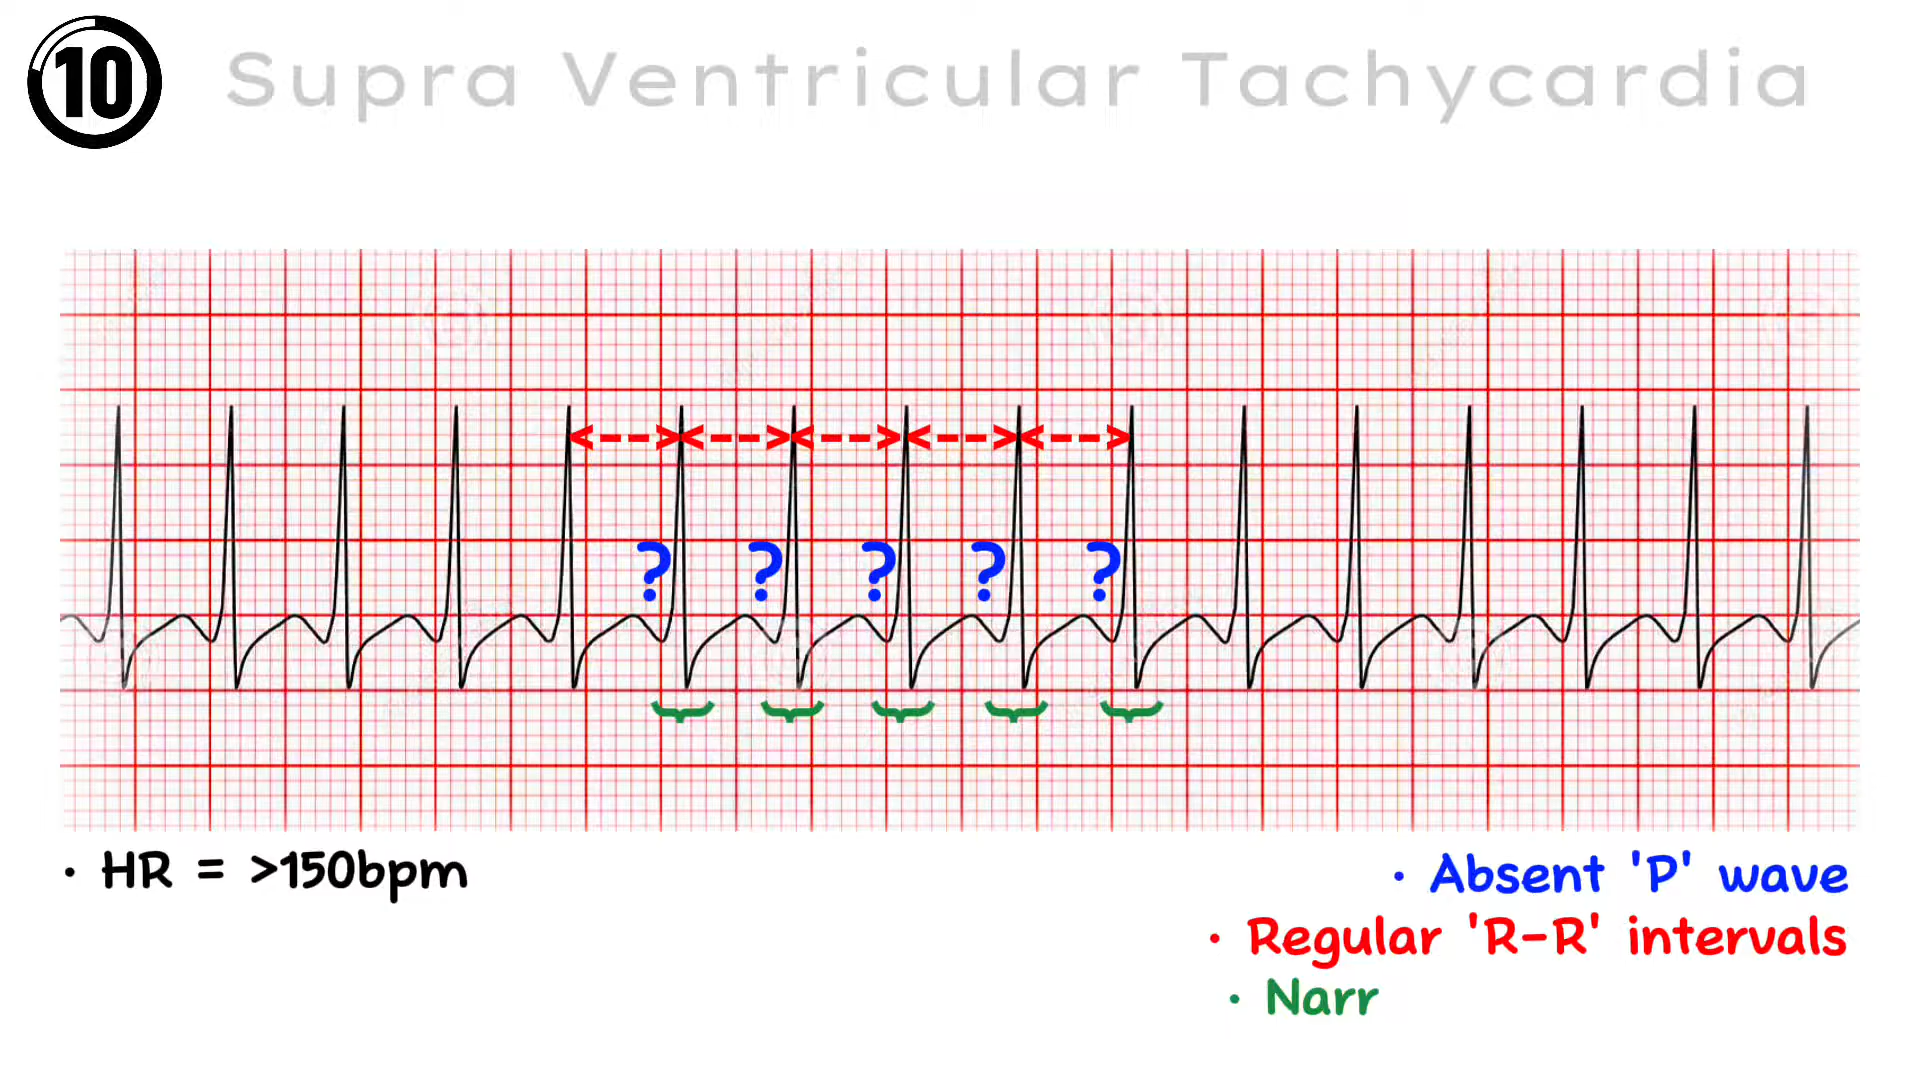 10
Supra Ventricular Tachycardia
? ? ? ? ?
• HR = >150bpm
• Absent 'P' wave
• Regular 'R-R' intervals
• Narr